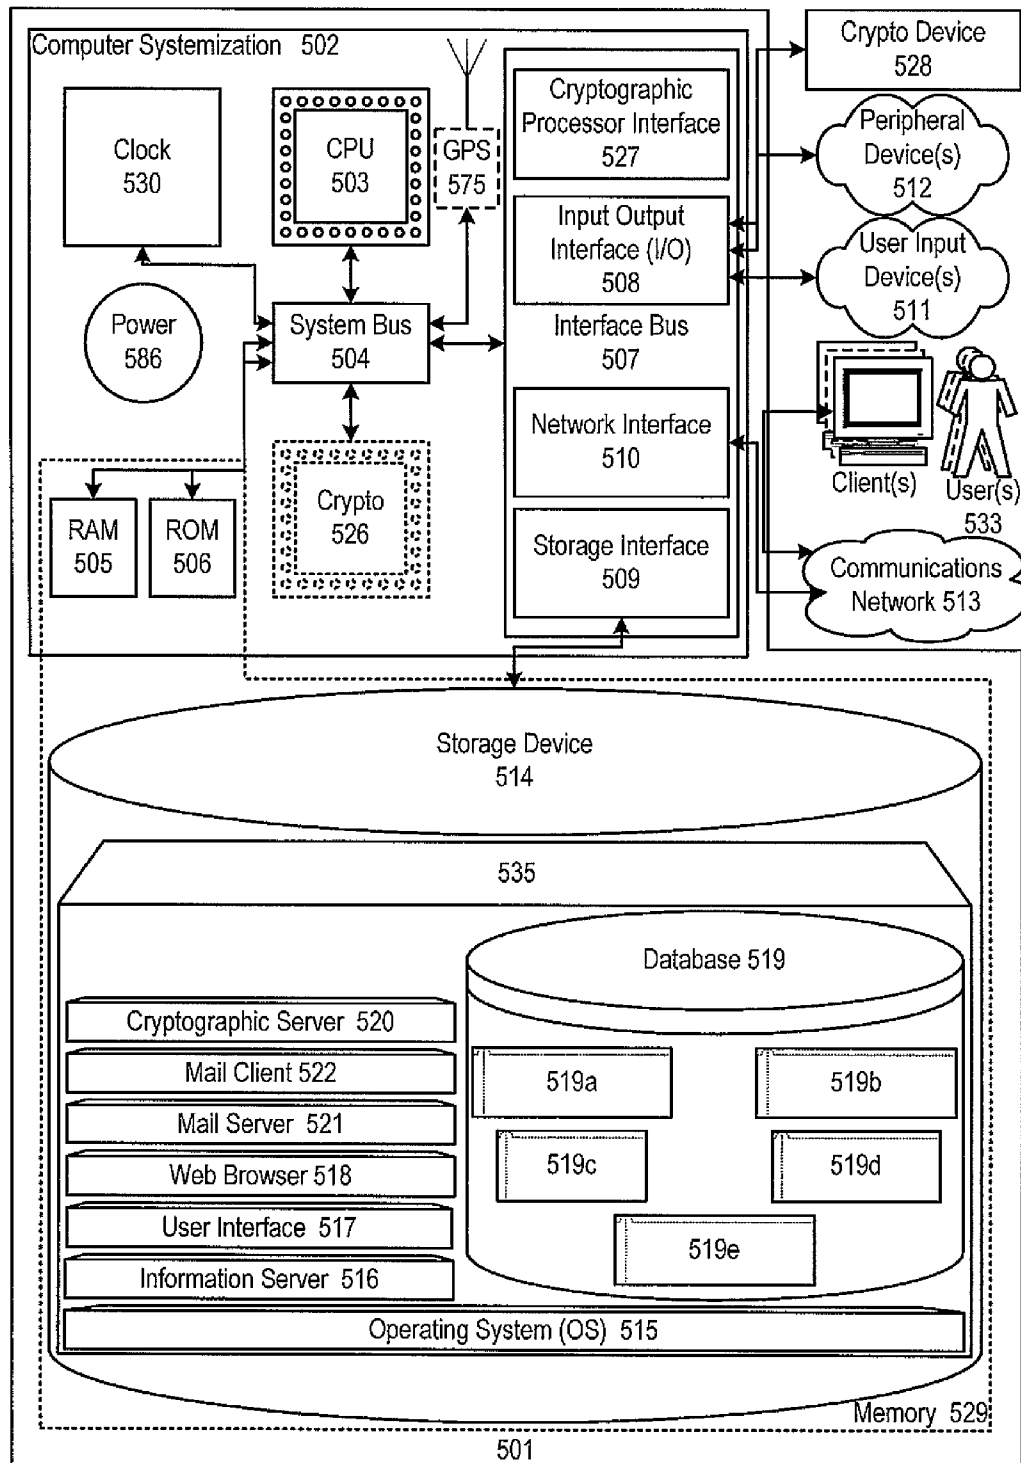 Computer Systemization 502
Clock
530
CPU
503
GPS
575
Cryptographic
Processor Interface
527
Input Output
Interface (I/O)
508
Interface Bus
507
Network Interface
510
Storage Interface
509
Power
586
System Bus
504
Crypto
526
RAM
505
ROM
506
Crypto Device
528
Peripheral
Device(s)
512
User Input
Device(s)
511
Client(s)
User(s)
533
Communications
Network 513
Storage Device
514
535
Database 519
519a
519b
519c
519d
519e
Cryptographic Server 520
Mail Client 522
Mail Server 521
Web Browser 518
User Interface 517
Information Server 516
Operating System (OS) 515
Memory 529
501